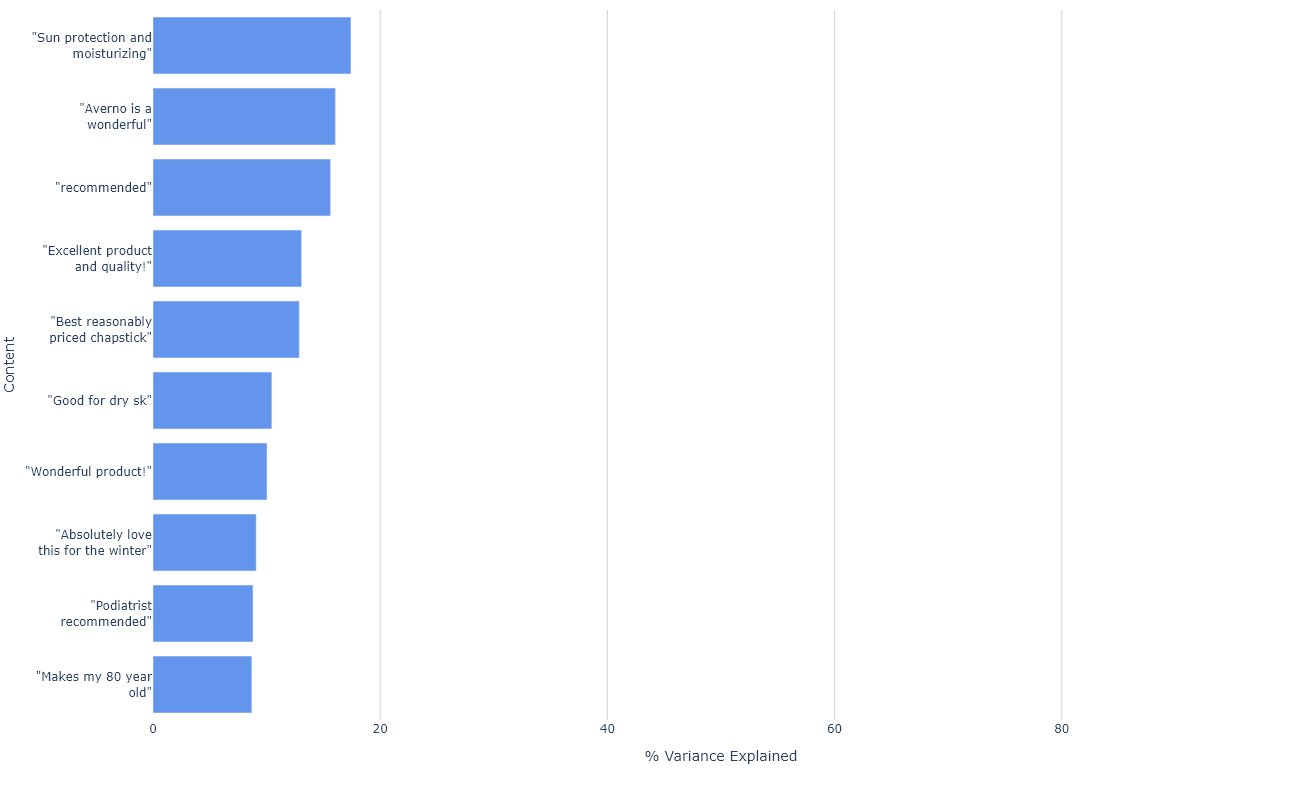 "Sun protection and
moisturizing"
"Averno is a
wonderful"
"recommended"
"Excellent product
and quality!"
"Best reasonably
priced chapstick"
"Good for dry sk"
"Wonderful product!"
"Absolutely love
this for the winter"
"Podiatrist
recommended"
"Makes my 80 year
old"
Content
0 20 40 60 80
% Variance Explained